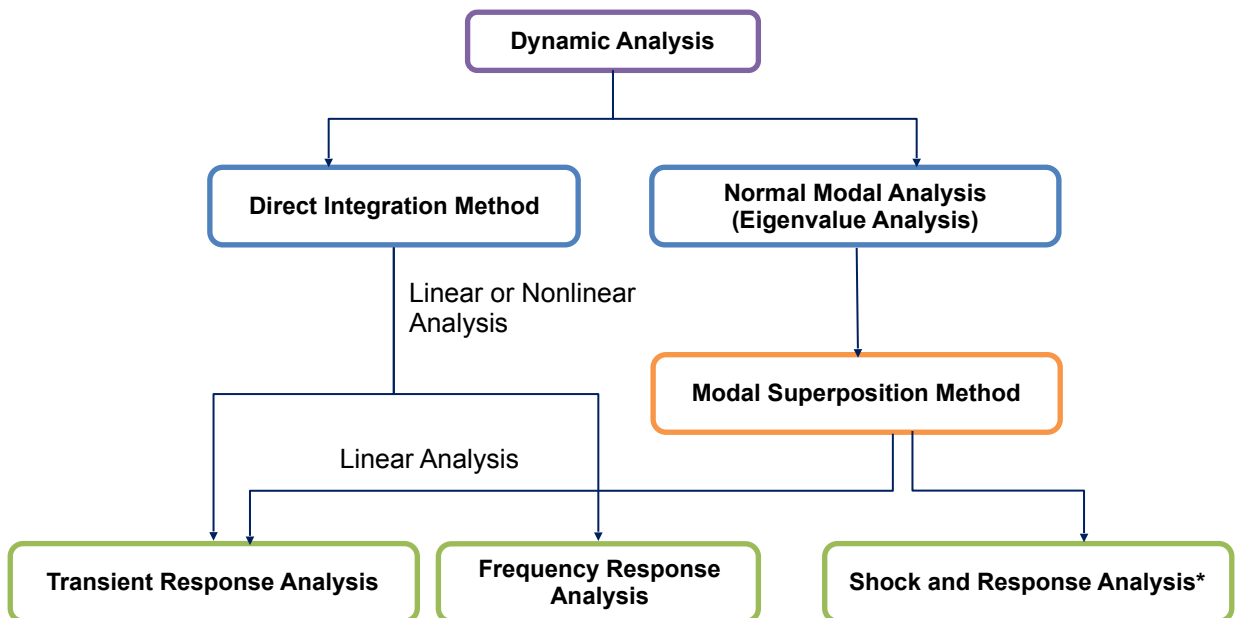 Dynamic Analysis
Direct Integration Method
Normal Modal Analysis
(Eigenvalue Analysis)
Linear or Nonlinear
Analysis
Modal Superposition Method
Linear Analysis
Transient Response Analysis
Frequency Response
Analysis
Shock and Response Analysis*